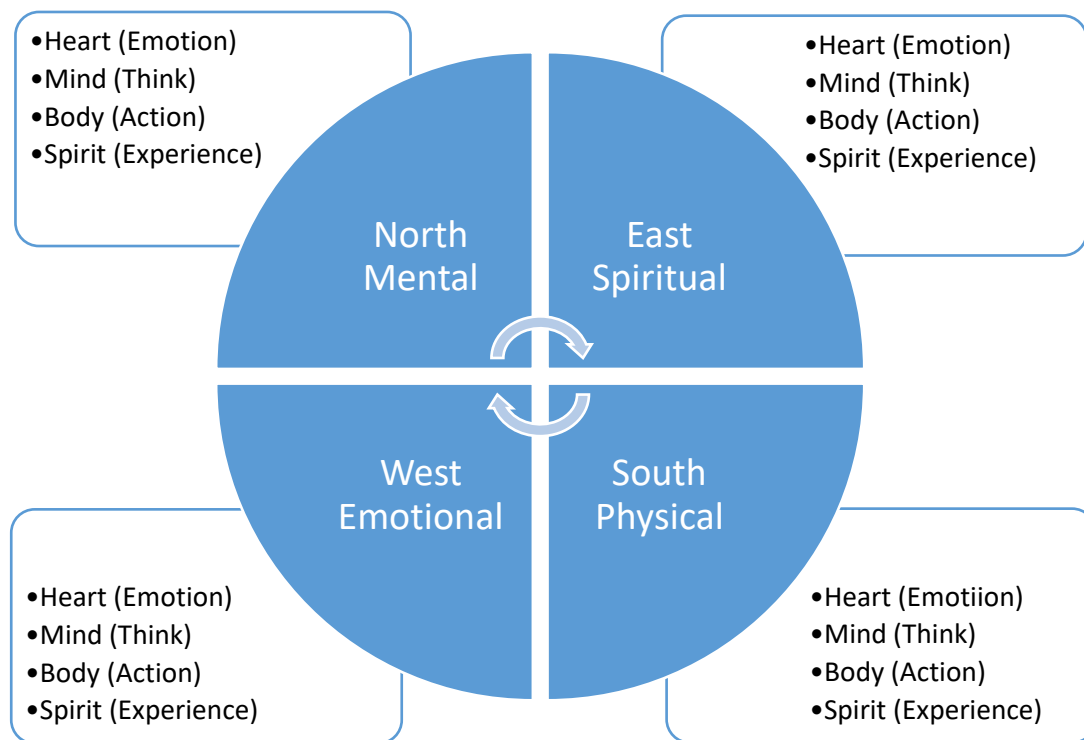 •Heart (Emotion)
•Mind (Think)
•Body (Action)
•Spirit (Experience)
•Heart (Emotion)
•Mind (Think)
•Body (Action)
•Spirit (Experience)
North
Mental
East
Spiritual
West
Emotional
South
Physical
•Heart (Emotion)
•Mind (Think)
•Body (Action)
•Spirit (Experience)
•Heart (Emotiion)
•Mind (Think)
•Body (Action)
•Spirit (Experience)